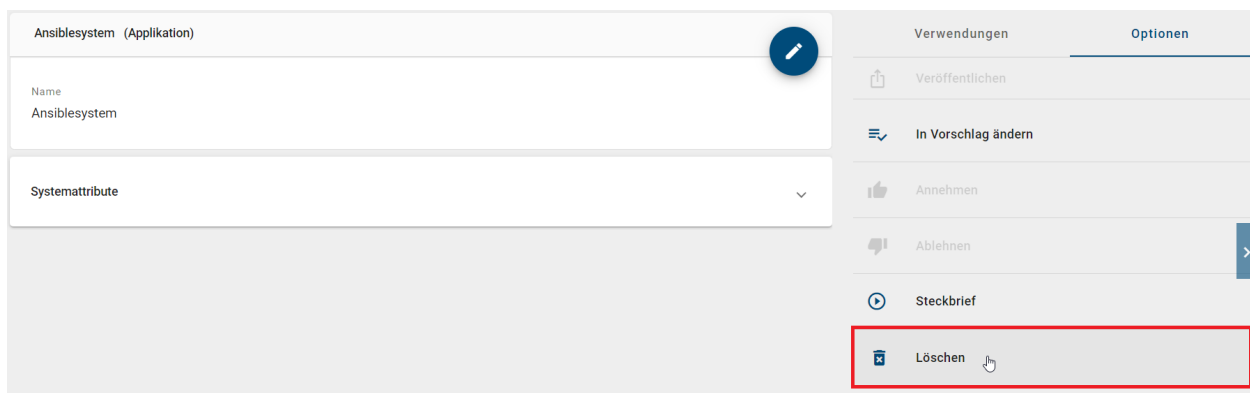 Ansiblesystem (Applikation)
Name
Ansiblesystem
Systemattribute
Verwendungen Optionen
Veröffentlichen
In Vorschlag ändern
Annehmen
Ablehnen
Steckbrief
Löschen